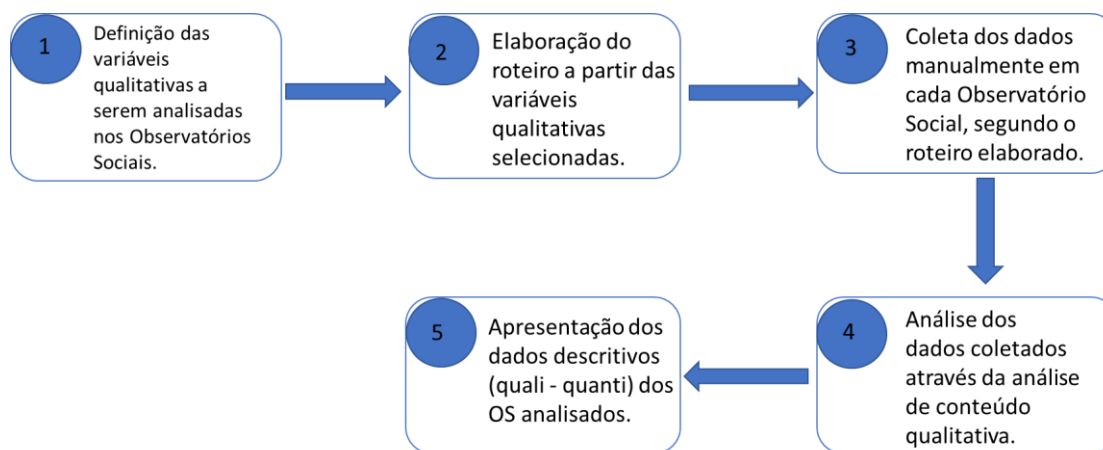 1
Definição das
variáveis
qualitativas a
serem analisadas
nos Observatórios
Sociais.
2
Elaboração do
roteiro a partir das
variáveis
qualitativas
selecionadas.
3
Coleta dos dados
manualmente em
cada Observatório
Social, segundo o
roteiro elaborado.
4
Análise dos
dados coletados
através da análise
de conteúdo
qualitativa.
5
Apresentação dos
dados descritivos
(quali - quanti) dos
OS analisados.